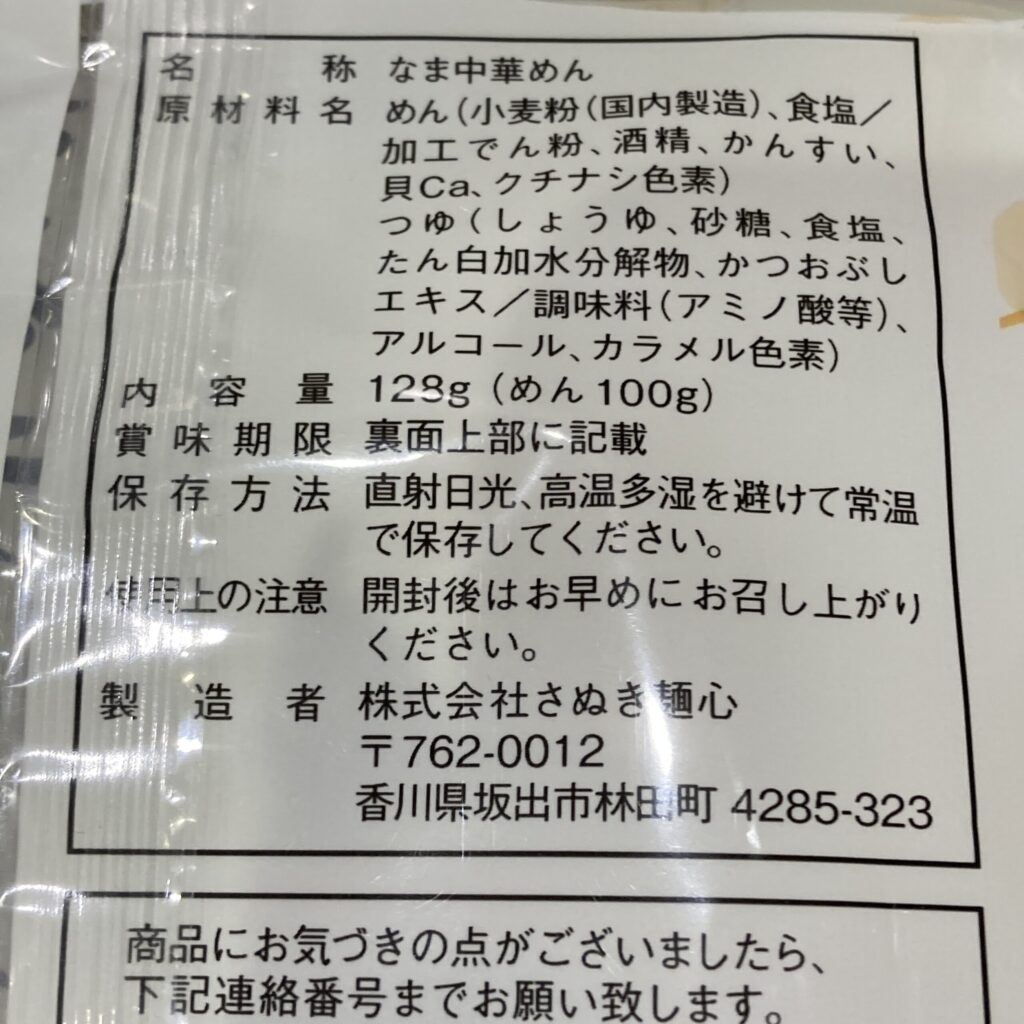 名称 なま中華めん
原材料名 めん(小麦粉(国内製造)、食塩／
加工でん粉、酒精、かんすい、
貝Ca、クチナシ色素)
つゆ(しょうゆ、砂糖、食塩、
たん白加水分解物、かつおぶし
エキス／調味料(アミノ酸等)、
アルコール、カラメル色素)
内容量 128g (めん100g)
賞味期限 裏面上部に記載
保存方法 直射日光、高温多湿を避けて常温
で保存してください。
使用上の注意 開封後はお早めにお召し上がり
ください。
製造者 株式会社さぬき麺心
〒762-0012
香川県坂出市林田町 4285-323
商品にお気づきの点がございましたら、
下記連絡番号までお願い致します。